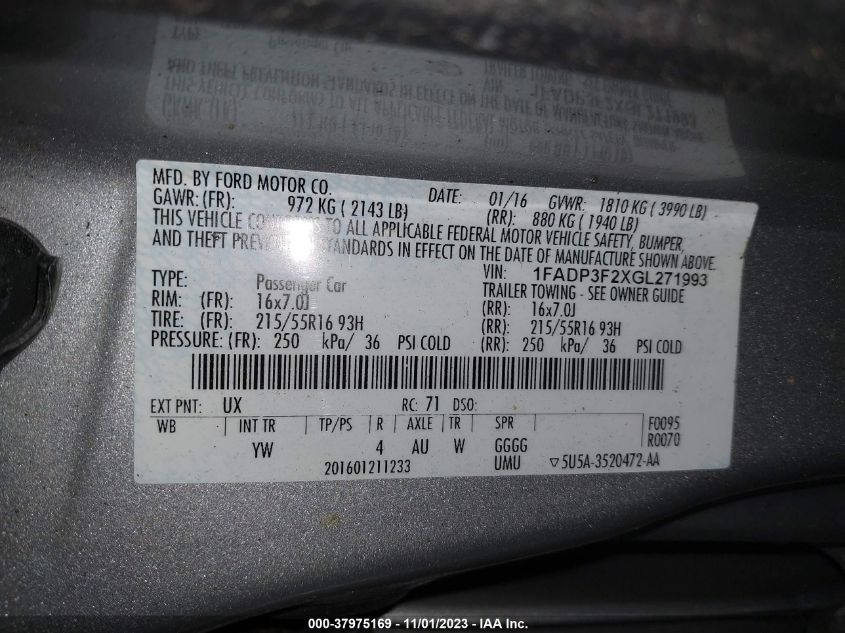 MFD. BY FORD MOTOR CO. DATE: 01/16 GVWR: 1810 KG ( 3990 LB)
GAWR: (FR): 972 KG ( 2143 LB) (RR): 880 KG ( 1940 LB)
THIS VEHICLE TO ALL APPLICABLE FEDERAL MOTOR VEHICLE SAFETY, BUMPER,
AND THEFT STANDARDS IN EFFECT ON THE DATE OF MANUFACTURE SHOWN ABOVE.
VIN: 1FADP3F2XGL271993
TYPE: Passenger Car TRAILER TOWING - SEE OWNER GUIDE
RIM: (FR): 16x7.0J (RR): 16x7.0J
TIRE: (FR): 215/55R16 93H (RR): 215/55R16 93H
PRESSURE: (FR): 250 kPa/ 36 PSI COLD (RR): 250 kPa/ 36 PSI COLD
EXT PNT: UX RC: 71 DSO:
WB INT TR TP/PS R AXLE TR SPR F0095
YW 4 AU W GGGG R0070
201601211233 UMU ▽5U5A-3520472-AA
000-37975169 - 11/01/2023 - IAA Inc.